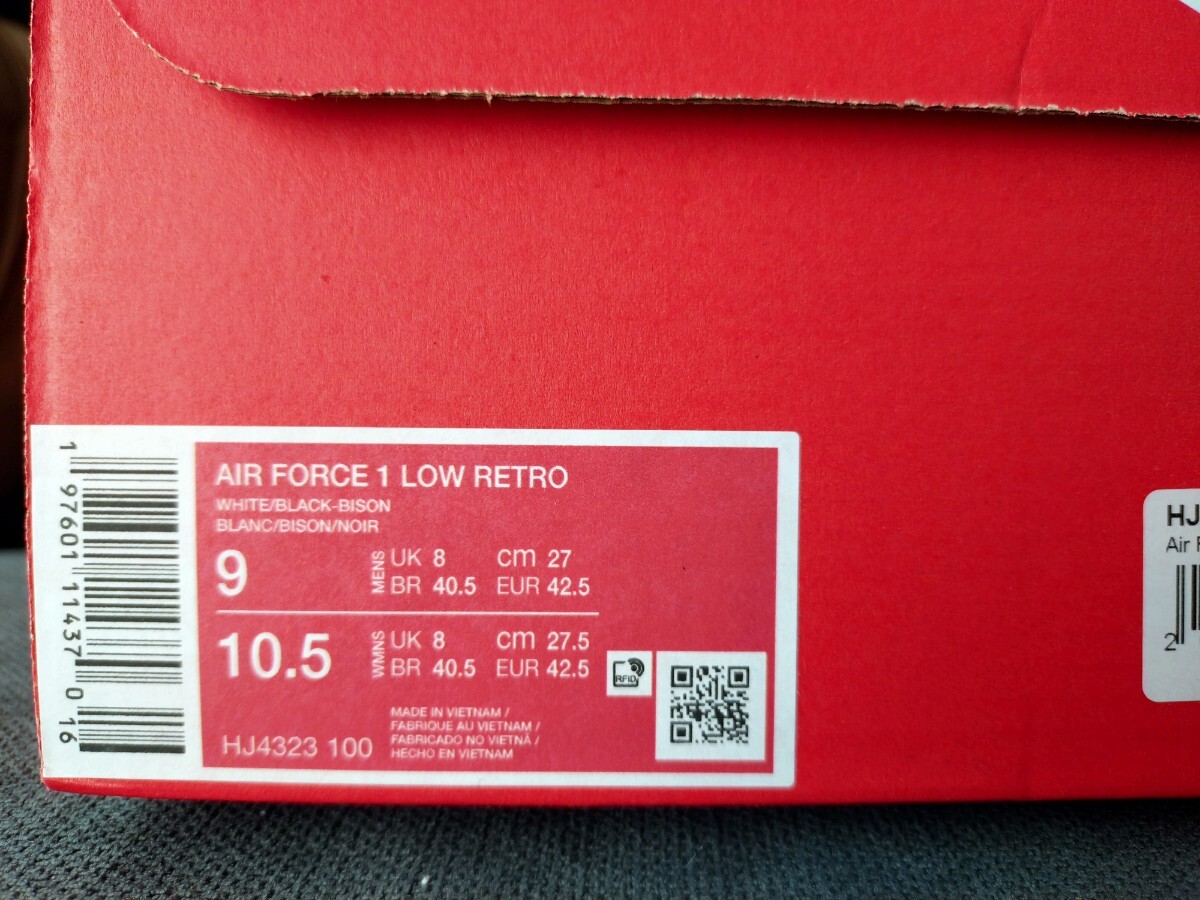 AIR FORCE 1 LOW RETRO
WHITE/BLACK-BISON
BLANC/BISON/NOIR
9 MENS UK 8 cm 27
BR 40.5 EUR 42.5
10.5 WMNS UK 8 cm 27.5
BR 40.5 EUR 42.5
RFID
MADE IN VIETNAM /
FABRIQUE AU VIETNAM /
FABRICADO NO VIETNÃ /
HECHO EN VIETNAM
HJ4323 100
1 97601 11437 0 16
HJ
Air
2